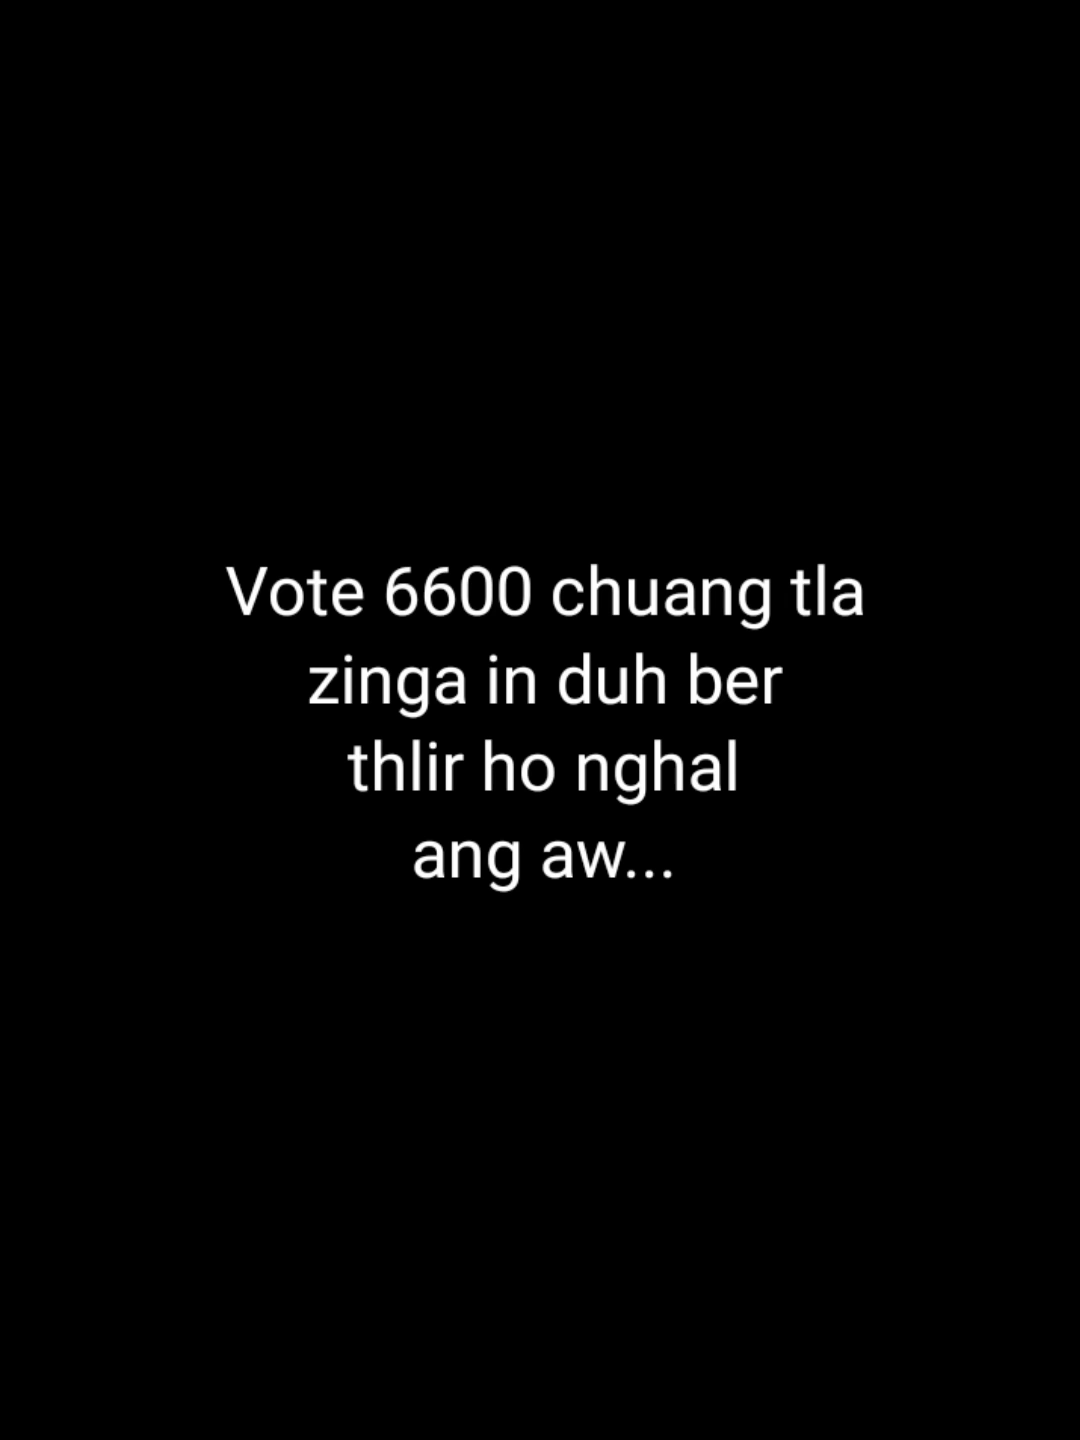 Vote 6600 chuang tla
zinga in duh ber
thlir ho nghal
ang aw...